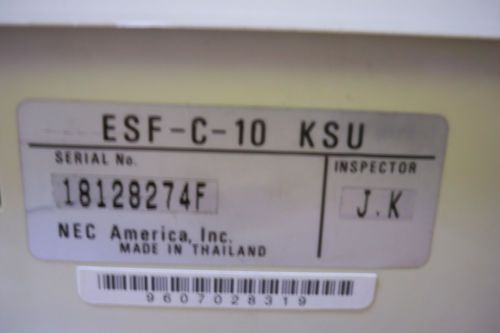 ESF-C-10 KSU
SERIAL No.
18128274F
INSPECTOR
J.K
NEC America, Inc.
MADE IN THAILAND
9607028319